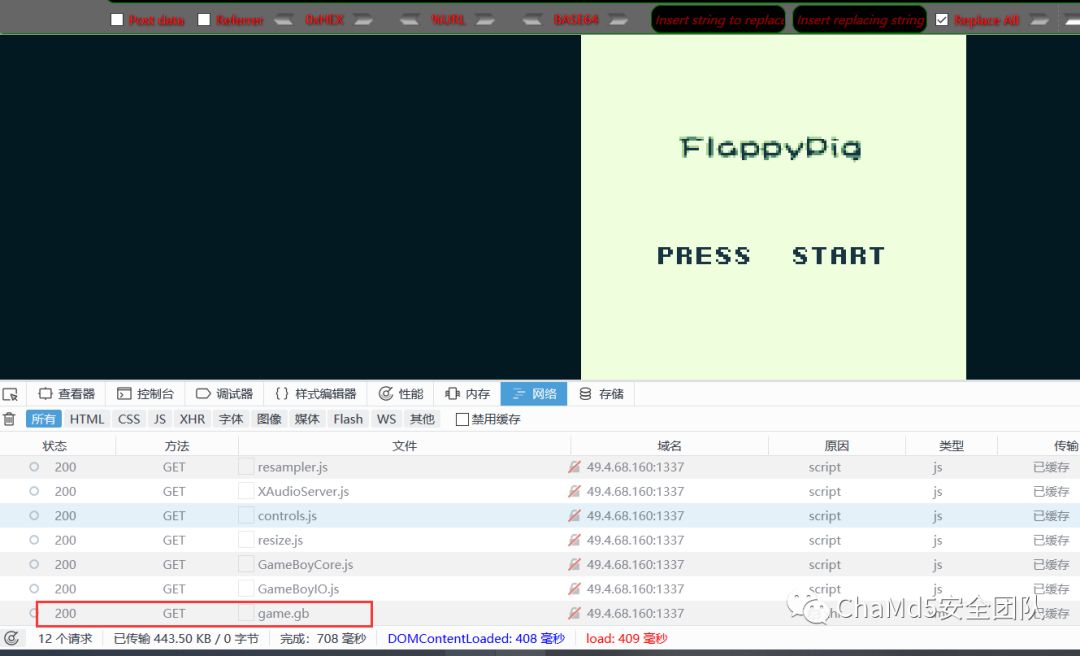 Post data Referrer 0xHEX %URL BASE64 Insert string to replac Insert replacing string Replace All
FlappyPig
PRESS START
查看器 控制台 调试器 {} 样式编辑器 性能 内存 网络 存储
所有 HTML CSS JS XHR 字体 图像 媒体 Flash WS 其他 禁用缓存
状态 方法 文件 域名 原因 类型 传输
200 GET resampler.js 49.4.68.160:1337 script js 已缓存
200 GET XAudioServer.js 49.4.68.160:1337 script js 已缓存
200 GET controls.js 49.4.68.160:1337 script js 已缓存
200 GET resize.js 49.4.68.160:1337 script js 已缓存
200 GET GameBoyCore.js 49.4.68.160:1337 script js 已缓存
200 GET GameBoyIO.js 49.4.68.160:1337 script js 已缓存
200 GET game.gb 49.4.68.160:1337
ChaMd5安全团队
12 个请求 已传输 443.50 KB / 0 字节 完成：708 毫秒 DOMContentLoaded: 408 毫秒 load: 409 毫秒